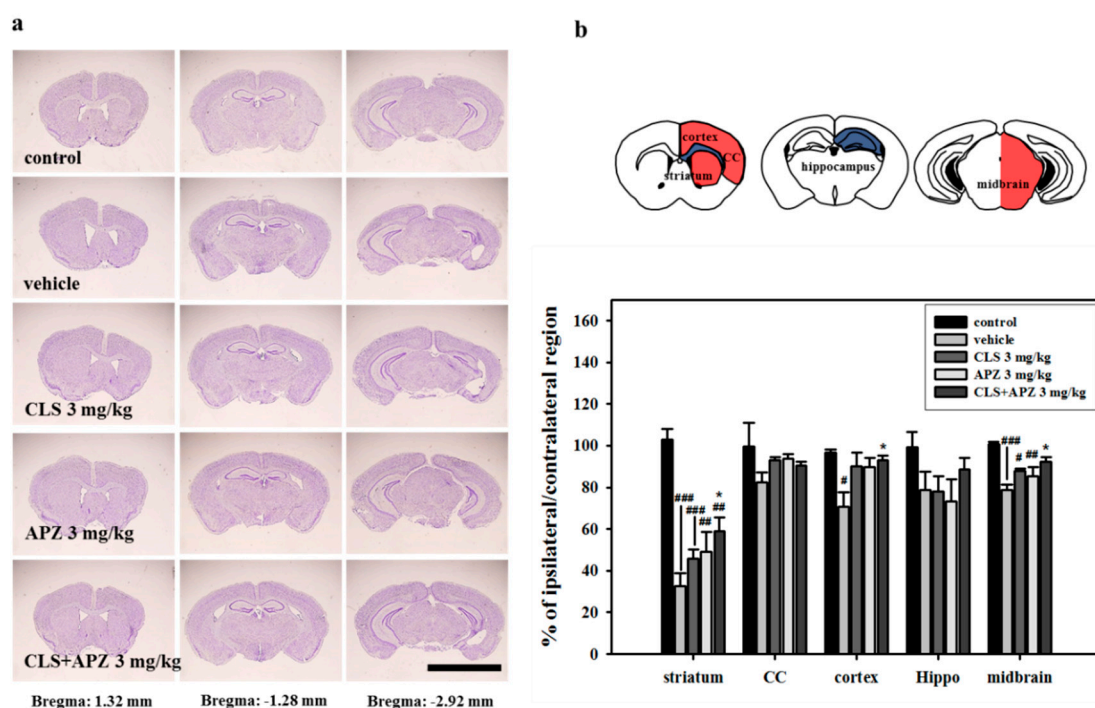 a
control
vehicle
CLS 3 mg/kg
APZ 3 mg/kg
CLS+APZ 3 mg/kg
Bregma: 1.32 mm
Bregma: -1.28 mm
Bregma: -2.92 mm
b
cortex
CC
striatum
hippocampus
midbrain
% of ipsilateral/contralateral region
160
140
120
100
80
60
40
20
0
control
vehicle
CLS 3 mg/kg
APZ 3 mg/kg
CLS+APZ 3 mg/kg
###
###
##
*
##
#
*
###
#
##
*
striatum
CC
cortex
Hippo
midbrain